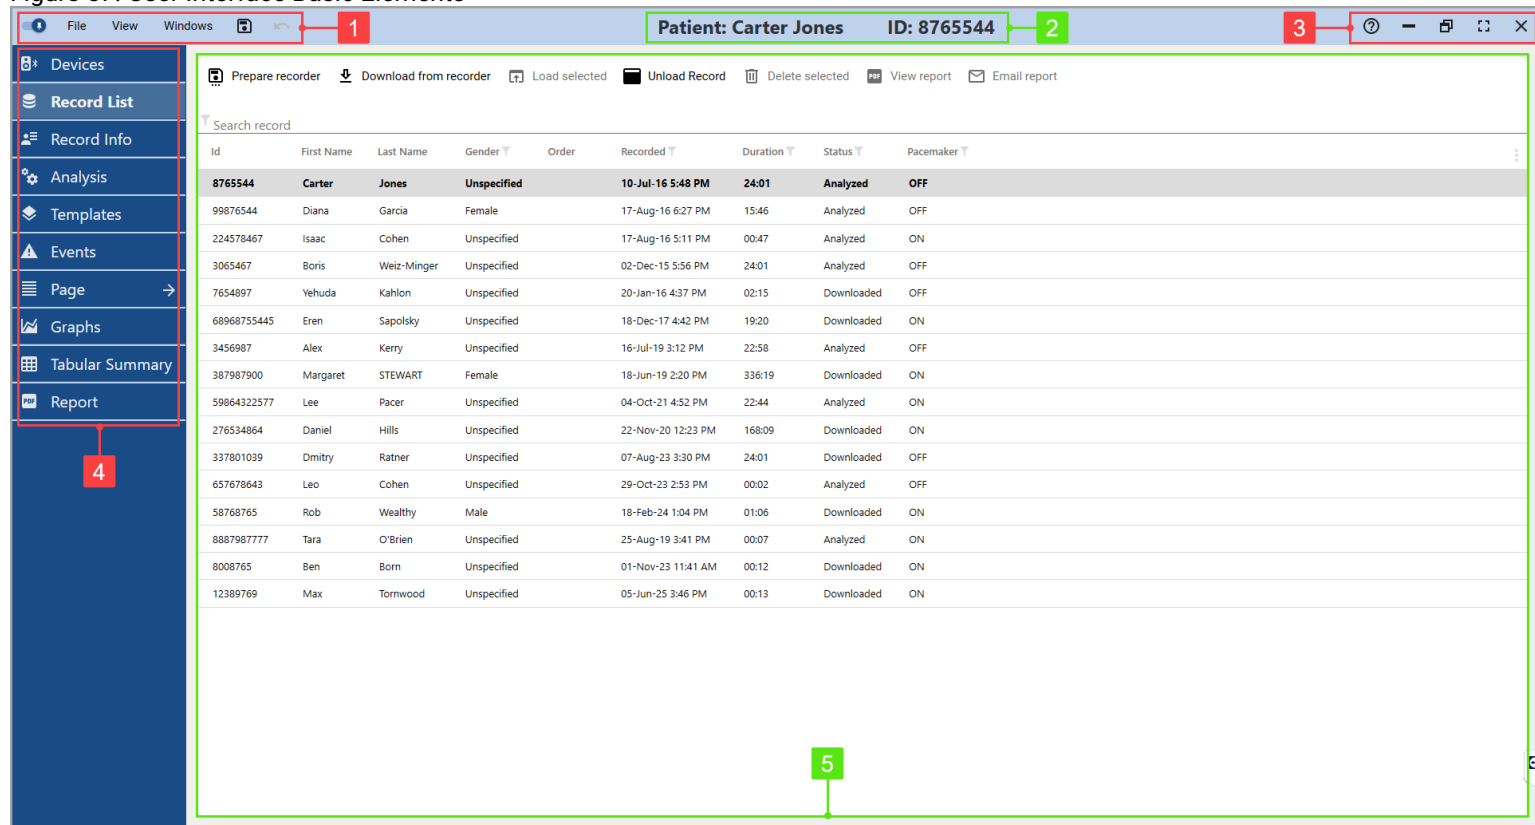 File View Windows 1 Patient: Carter Jones ID: 8765544 2 3
Devices
Record List
Record Info
Analysis
Templates
Events
Page
Graphs
Tabular Summary
PDF Report
4
Prepare recorder Download from recorder Load selected Unload Record Delete selected PDF View report Email report
Search record
Id First Name Last Name Gender Order Recorded Duration Status Pacemaker
8765544 Carter Jones Unspecified 10-Jul-16 5:48 PM 24:01 Analyzed OFF
99876544 Diana Garcia Female 17-Aug-16 6:27 PM 15:46 Analyzed OFF
224578467 Isaac Cohen Unspecified 17-Aug-16 5:11 PM 00:47 Analyzed ON
3065467 Boris Weiz-Minger Unspecified 02-Dec-15 5:56 PM 24:01 Analyzed OFF
7654897 Yehuda Kahlon Unspecified 20-Jan-16 4:37 PM 02:15 Downloaded OFF
68968755445 Eren Sapolsky Unspecified 18-Dec-17 4:42 PM 19:20 Downloaded ON
3456987 Alex Kerry Unspecified 16-Jul-19 3:12 PM 22:58 Analyzed OFF
387987900 Margaret STEWART Female 18-Jun-19 2:20 PM 336:19 Downloaded ON
59864322577 Lee Pacer Unspecified 04-Oct-21 4:52 PM 22:44 Analyzed ON
276534864 Daniel Hills Unspecified 22-Nov-20 12:23 PM 168:09 Downloaded ON
337801039 Dmitry Ratner Unspecified 07-Aug-23 3:30 PM 24:01 Downloaded OFF
657678643 Leo Cohen Unspecified 29-Oct-23 2:53 PM 00:02 Analyzed OFF
58768765 Rob Wealthy Male 18-Feb-24 1:04 PM 01:06 Downloaded ON
8887987777 Tara O'Brien Unspecified 25-Aug-19 3:41 PM 00:07 Analyzed ON
8008765 Ben Born Unspecified 01-Nov-23 11:41 AM 00:12 Downloaded ON
12389769 Max Tornwood Unspecified 05-Jun-25 3:46 PM 00:13 Downloaded ON
5